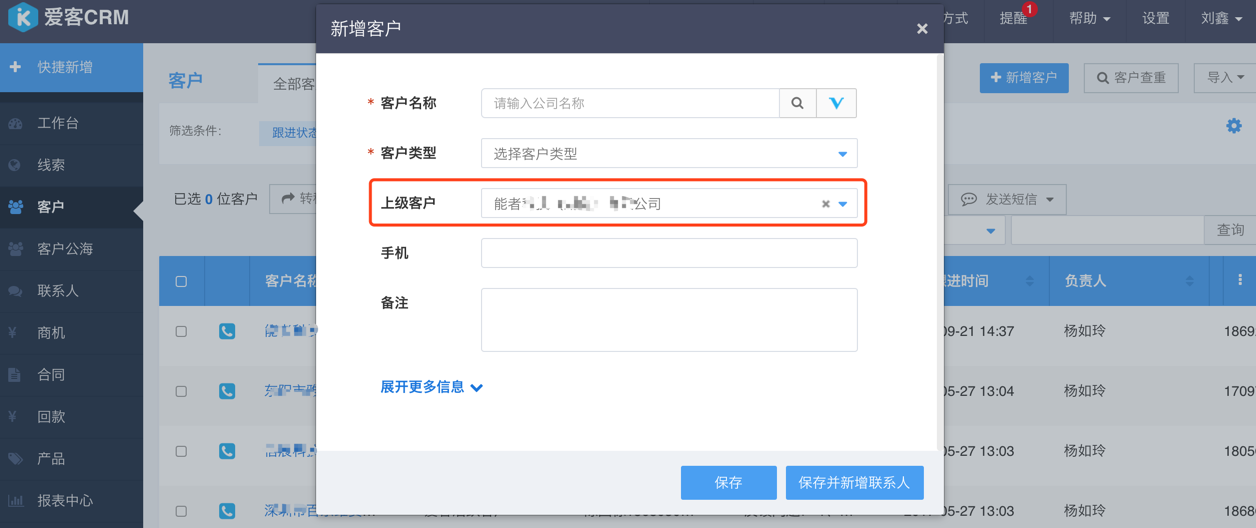 爱客CRM
方式
提醒
1
帮助
设置
刘鑫
快捷新增
工作台
线索
客户
客户公海
联系人
商机
合同
回款
产品
报表中心
客户
全部客
新增客户
客户查重
导入
筛选条件:
跟进状态
已选 0 位客户
转移
发送短信
查询
客户名称
进时间
负责人
09-21 14:37
杨如玲
1869
05-27 13:04
杨如玲
1709
05-27 13:03
杨如玲
1805
05-27 13:03
杨如玲
1868
新增客户
×
* 客户名称
请输入公司名称
* 客户类型
选择客户类型
上级客户
能者
公司
手机
备注
展开更多信息
保存
保存并新增联系人